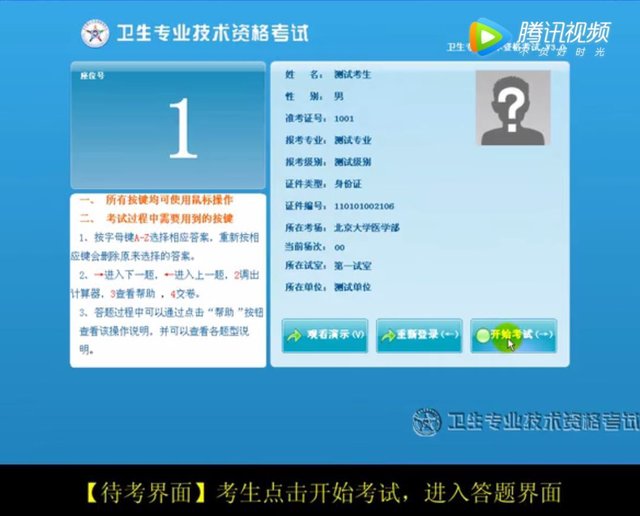 卫生专业技术资格考试
腾讯视频
不负好时光
卫生专业技术资格考试 V3.0
座位号
1
姓 名: 测试考生
性 别: 男
准考证号: 1001
报考专业: 测试专业
报考级别: 测试级别
证件类型: 身份证
证件编号: 110101002106
所在考场: 北京大学医学部
当前场次: 00
所在试室: 第一试室
所在单位: 测试单位
一、 所有按键均可使用鼠标操作
二、 考试过程中需要用到的按键
1、按字母键A-Z选择相应答案,重新按相
应键会删除原来选择的答案。
2、→进入下一题,←进入上一题,2调出
计算器,3查看帮助 ,4交卷。
3、答题过程中可以通过点击“帮助”按钮
查看该操作说明,并可以查看各题型说
明。
观看演示(V)
重新登录(←)
开始考试(→)
卫生专业技术资格考试
【待考界面】考生点击开始考试,进入答题界面